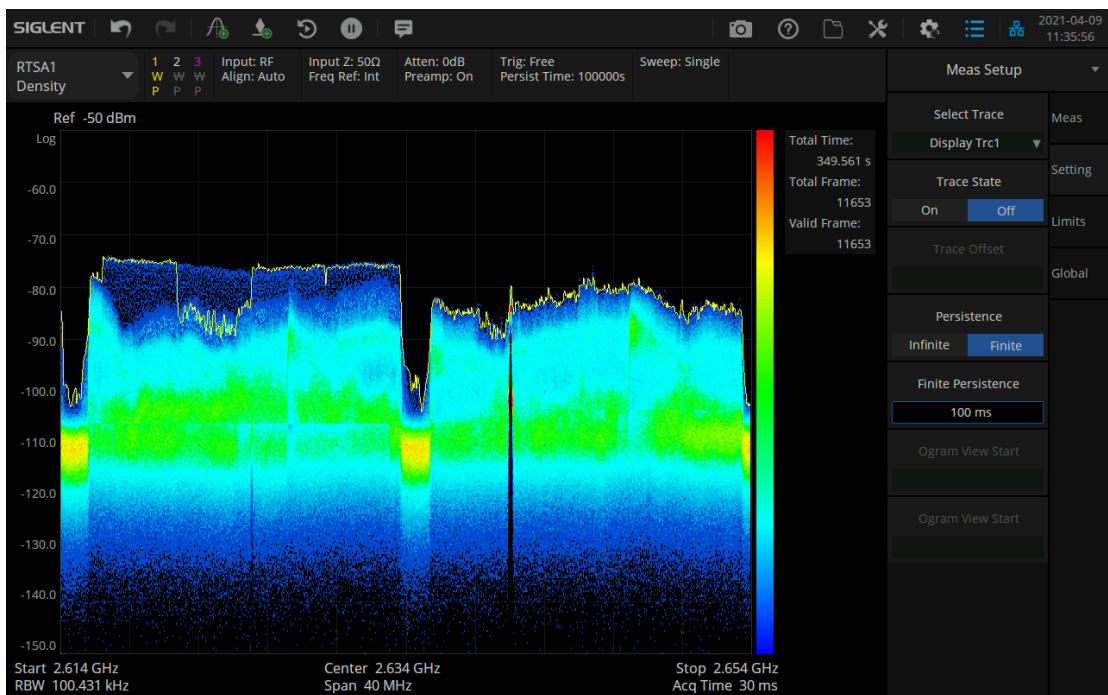 SIGLENT
2021-04-09
11:35:56
RTSA1
Density
1 2 3
W W W
P P P
Input: RF
Align: Auto
Input Z: 50Ω
Freq Ref: Int
Atten: 0dB
Preamp: On
Trig: Free
Persist Time: 100000s
Sweep: Single
Meas Setup
Ref -50 dBm
Log
-60.0
-70.0
-80.0
-90.0
-100.0
-110.0
-120.0
-130.0
-140.0
-150.0
Total Time:
349.561 s
Total Frame:
11653
Valid Frame:
11653
Start 2.614 GHz
Center 2.634 GHz
Stop 2.654 GHz
RBW 100.431 kHz
Span 40 MHz
Acq Time 30 ms
Select Trace
Display Trc1
Trace State
On Off
Trace Offset
Persistence
Infinite Finite
Finite Persistence
100 ms
Ogram View Start
Ogram View Start
Meas
Setting
Limits
Global